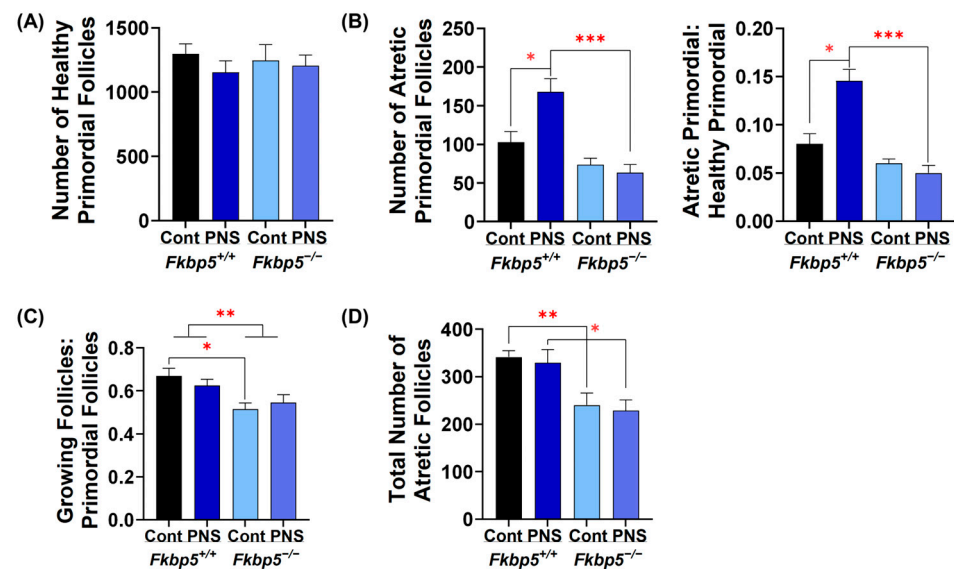 (A)
Number of Healthy
Primordial Follicles
1500
1000
500
0
Cont PNS Cont PNS
Fkbp5+/+ Fkbp5−/−
(B)
Number of Atretic
Primordial Follicles
250
200
150
100
50
0
*
***
Cont PNS Cont PNS
Fkbp5+/+ Fkbp5−/−
Atretic Primordial:
Healthy Primordial
0.20
0.15
0.10
0.05
0.00
*
***
Cont PNS Cont PNS
Fkbp5+/+ Fkbp5−/−
(C)
Growing Follicles:
Primordial Follicles
0.8
0.6
0.4
0.2
0.0
**
*
Cont PNS Cont PNS
Fkbp5+/+ Fkbp5−/−
(D)
Total Number of
Atretic Follicles
400
300
200
100
0
**
*
Cont PNS Cont PNS
Fkbp5+/+ Fkbp5−/−